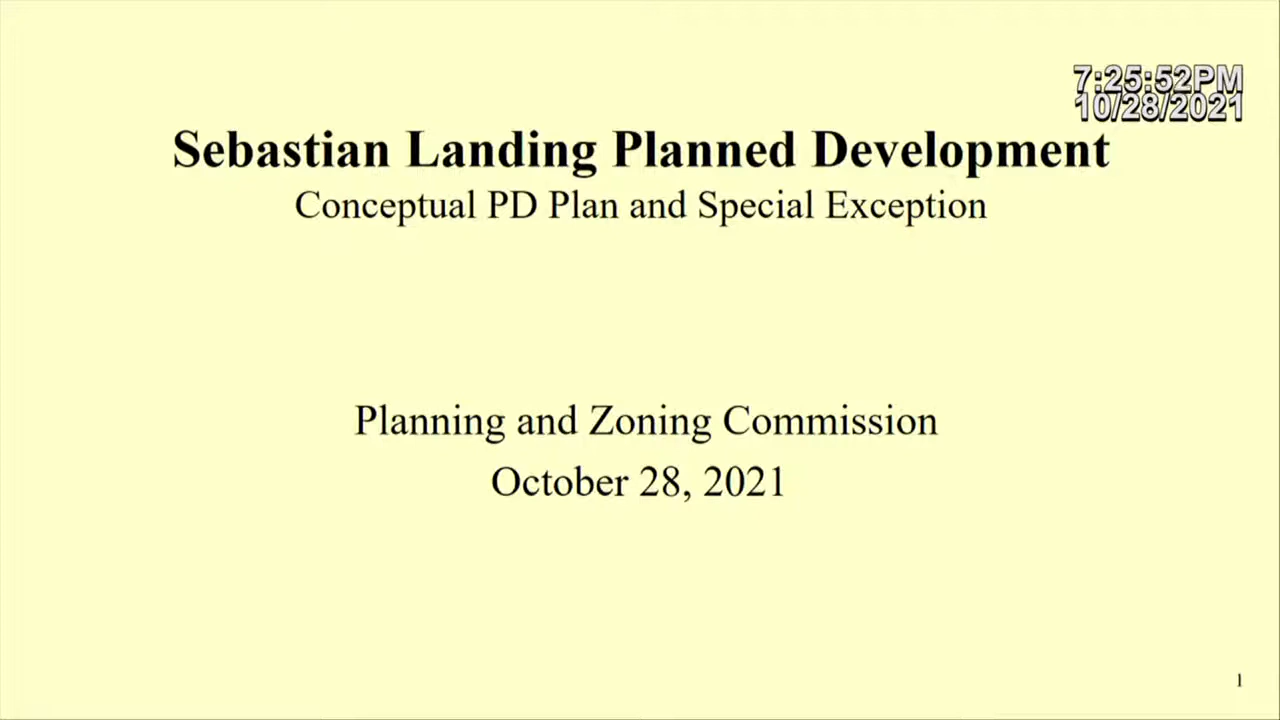 7:25:52PM
10/28/2021
Sebastian Landing Planned Development
Conceptual PD Plan and Special Exception
Planning and Zoning Commission
October 28, 2021
1